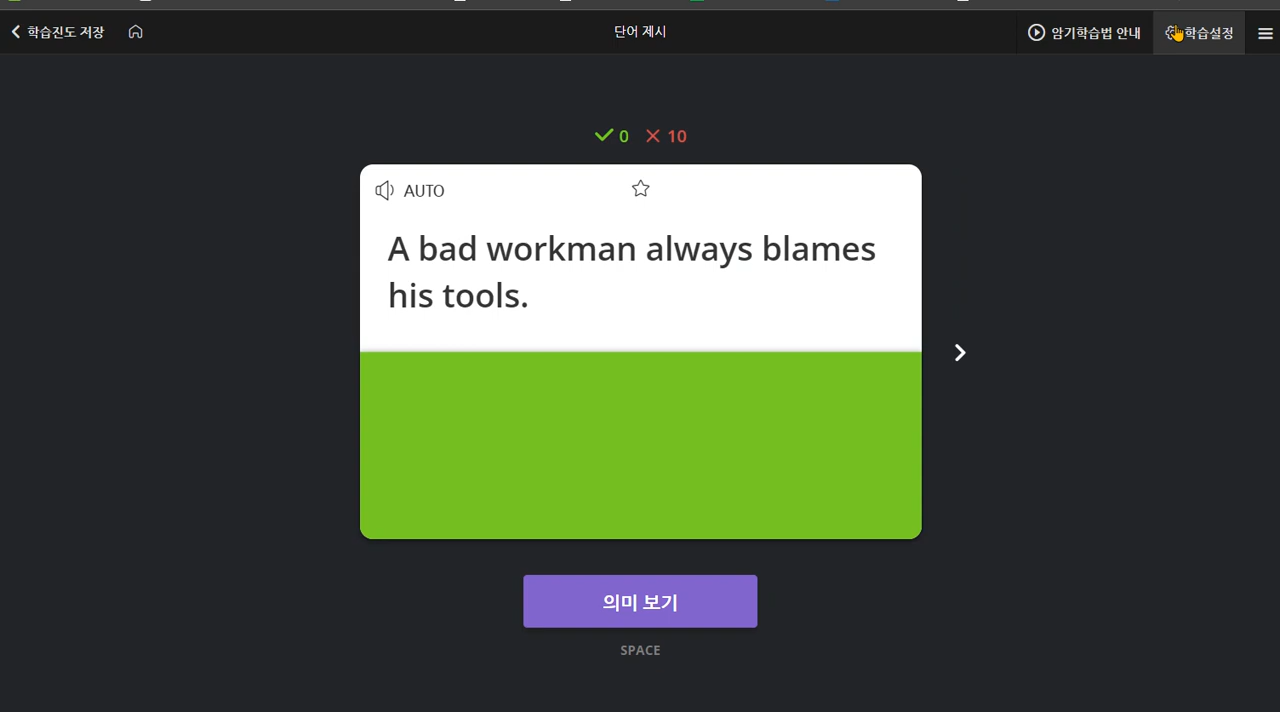 학습진도 저장
단어 제시
암기학습법 안내
학습설정
0
10
AUTO
A bad workman always blames
his tools.
의미 보기
SPACE